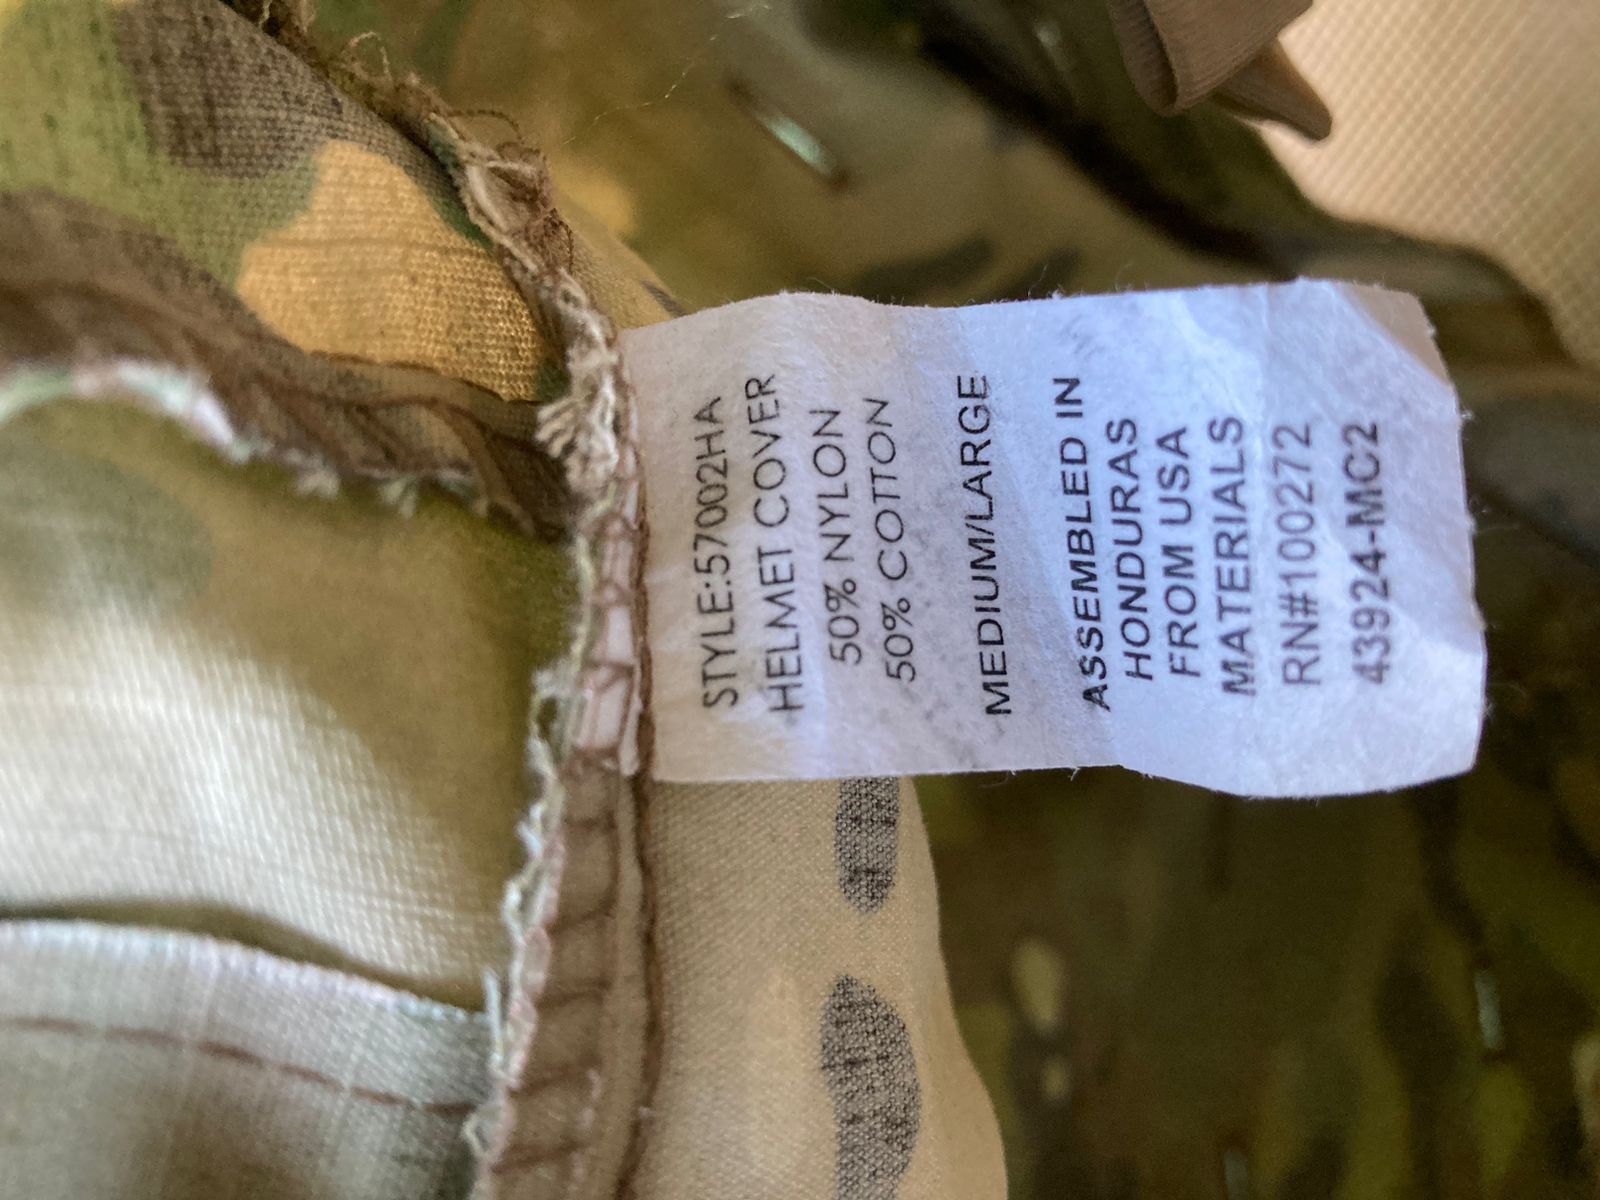 STYLE:57002HA
HELMET COVER
50% NYLON
50% COTTON
MEDIUM/LARGE
ASSEMBLED IN
HONDURAS
FROM USA
MATERIALS
RN#100272
43924-MC2